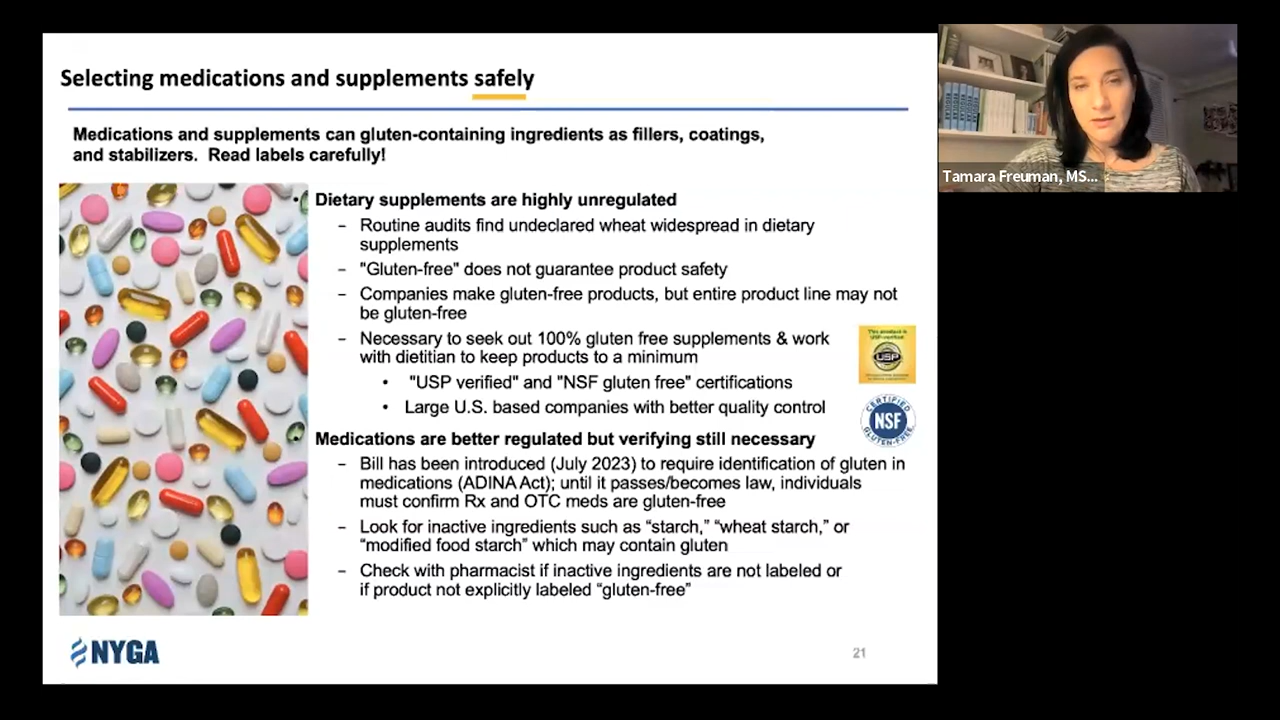 Selecting medications and supplements safely
Medications and supplements can gluten-containing ingredients as fillers, coatings,
and stabilizers. Read labels carefully!
• Dietary supplements are highly unregulated
– Routine audits find undeclared wheat widespread in dietary
supplements
– "Gluten-free" does not guarantee product safety
– Companies make gluten-free products, but entire product line may not
be gluten-free
– Necessary to seek out 100% gluten free supplements & work
with dietitian to keep products to a minimum
• "USP verified" and "NSF gluten free" certifications
• Large U.S. based companies with better quality control
This product is
USP verified
USP
CERTIFIED
NSF
GLUTEN-FREE
• Medications are better regulated but verifying still necessary
– Bill has been introduced (July 2023) to require identification of gluten in
medications (ADINA Act); until it passes/becomes law, individuals
must confirm Rx and OTC meds are gluten-free
– Look for inactive ingredients such as “starch,” “wheat starch,” or
“modified food starch” which may contain gluten
– Check with pharmacist if inactive ingredients are not labeled or
if product not explicitly labeled “gluten-free”
NYGA
21
Tamara Freuman, MS...